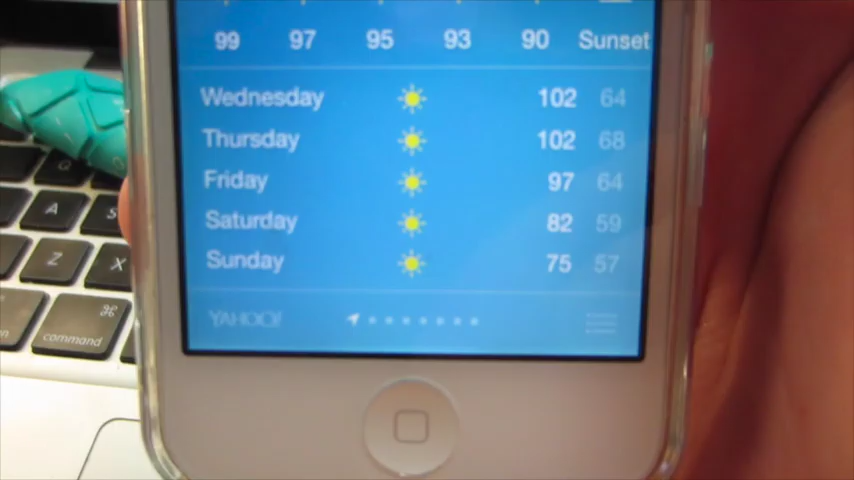 99 97 95 93 90 Sunset
Wednesday 102 64
Thursday 102 68
Friday 97 64
Saturday 82 59
Sunday 75 57
YAHOO!
A S
Z X
⌘
command